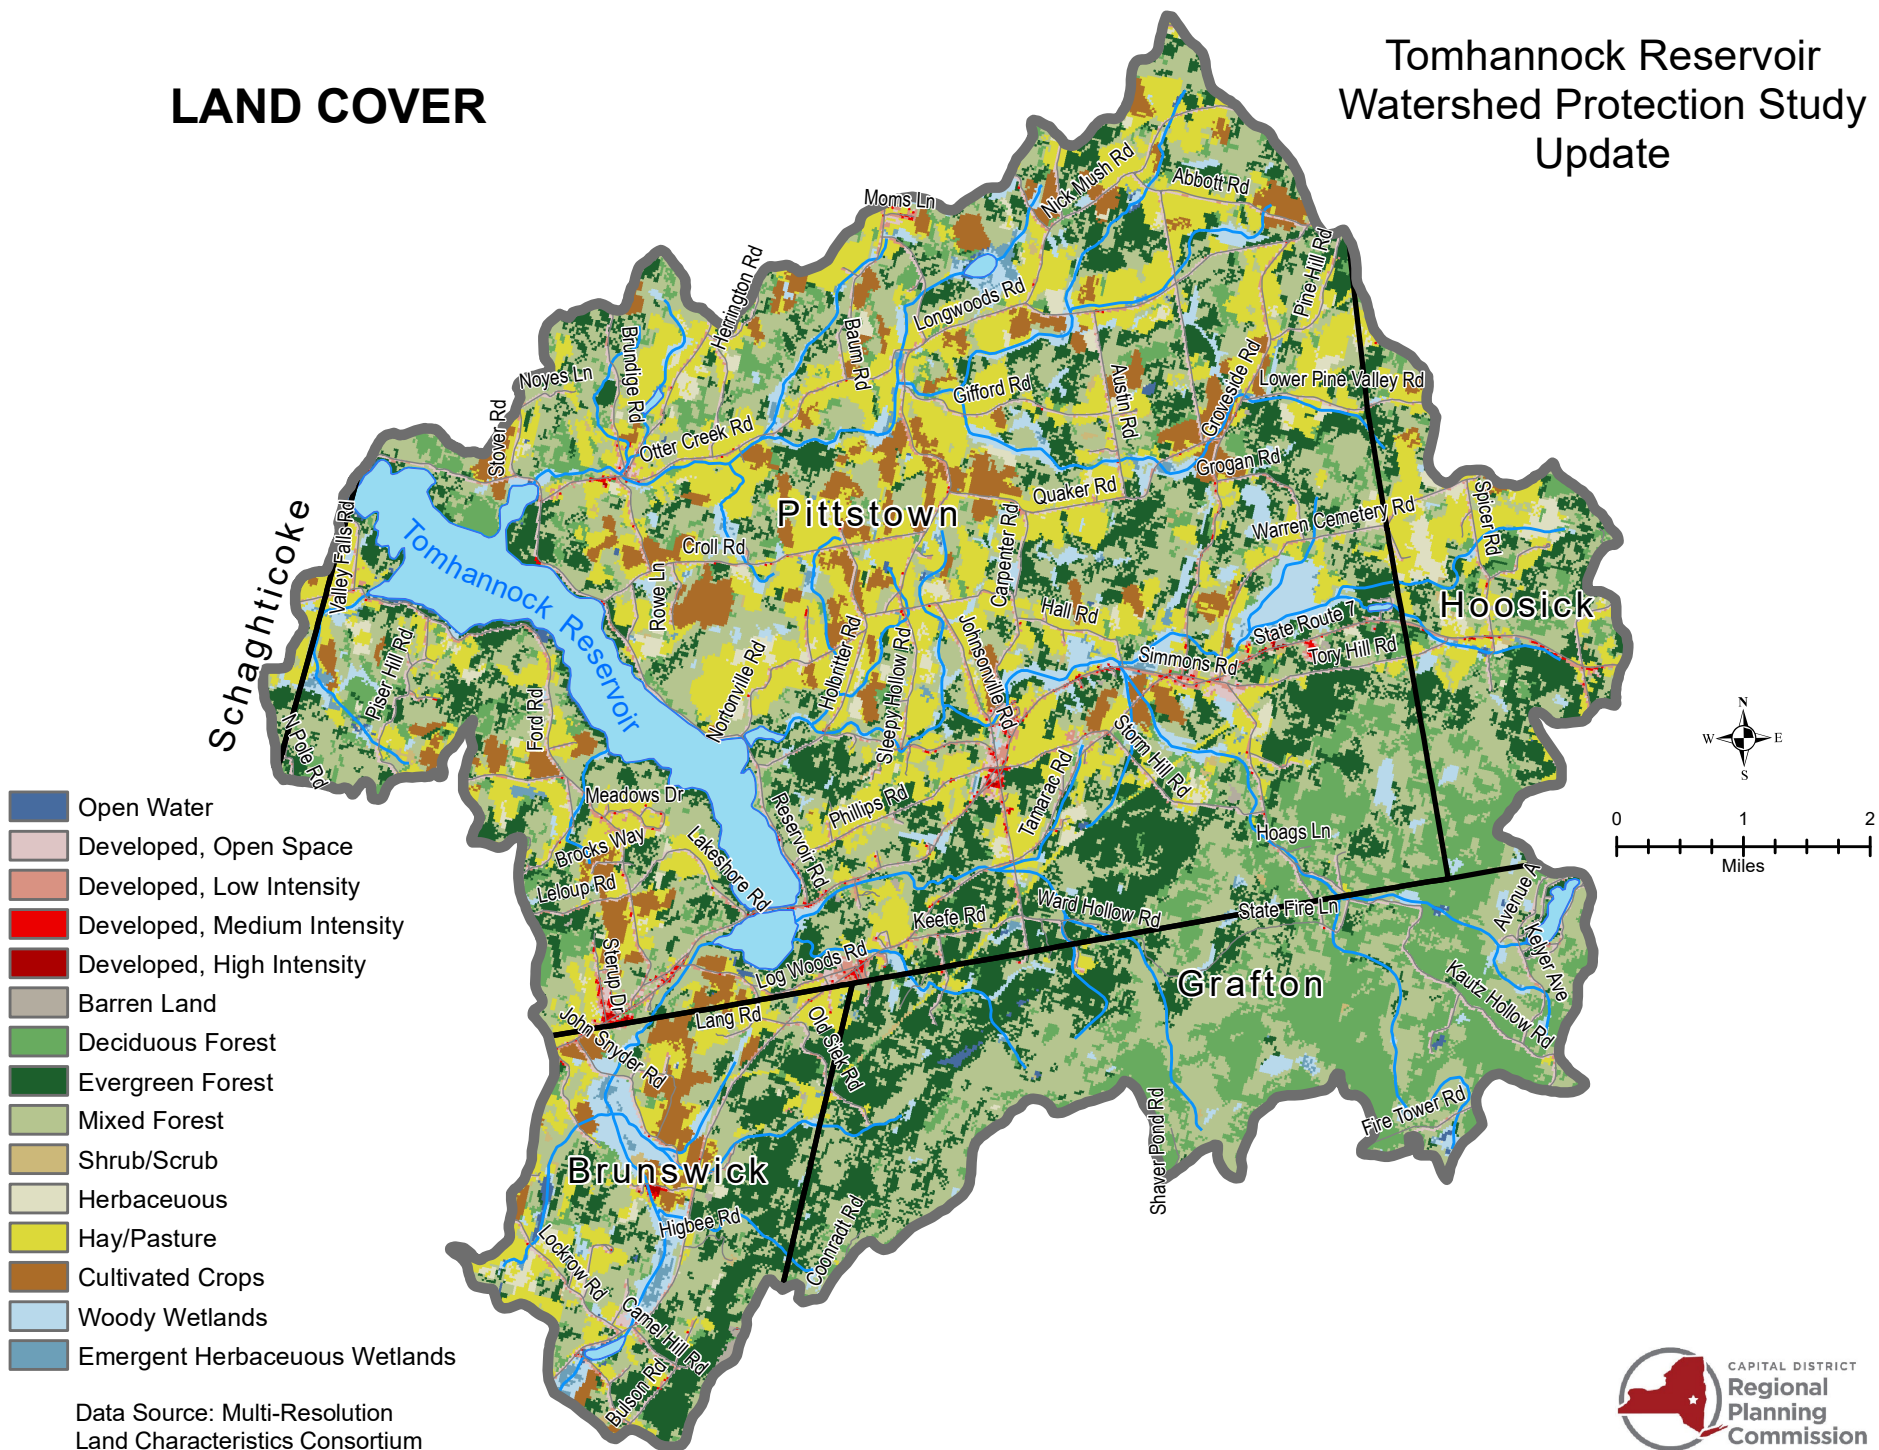 LAND COVER
Tomhannock Reservoir
Watershed Protection Study
Update
Moms Ln
Nick Mush Rd
Abbott Rd
Herrington Rd
Pine Hill Rd
Longwoods Rd
Baum Rd
Brundige Rd
Noyes Ln
Gifford Rd
Austin Rd
Groveside Rd
Lower Pine Valley Rd
Stover Rd
Otter Creek Rd
Grogan Rd
Quaker Rd
Pittstown
Warren Cemetery Rd
Spicer Rd
Schaghticoke
Valley Falls Rd
Tomhannock Reservoir
Croll Rd
Rowe Ln
Carpenter Rd
Hall Rd
State Route 7
Hoosick
Piser Hill Rd
Ford Rd
Nortonville Rd
Holbritter Rd
Sleepy Hollow Rd
Johnsonville Rd
Simmons Rd
Tory Hill Rd
N Pole Rd
Storm Hill Rd
Tamarac Rd
N
W
E
S
Meadows Dr
Brocks Way
Lakeshore Rd
Reservoir Rd
Phillips Rd
Hoags Ln
0
1
2
Miles
Leloup Rd
Keefe Rd
Ward Hollow Rd
State Fire Ln
Avenue A
Kelyer Ave
Sterup Dr
Log Woods Rd
Grafton
Kautz Hollow Rd
John Snyder Rd
Lang Rd
Old Siek Rd
Fire Tower Rd
Shaver Pond Rd
Brunswick
Higbee Rd
Coonradt Rd
Lockrow Rd
Camel Hill Rd
Bulson Rd
Open Water
Developed, Open Space
Developed, Low Intensity
Developed, Medium Intensity
Developed, High Intensity
Barren Land
Deciduous Forest
Evergreen Forest
Mixed Forest
Shrub/Scrub
Herbaceuous
Hay/Pasture
Cultivated Crops
Woody Wetlands
Emergent Herbaceuous Wetlands
Data Source: Multi-Resolution
Land Characteristics Consortium
CAPITAL DISTRICT
Regional
Planning
Commission